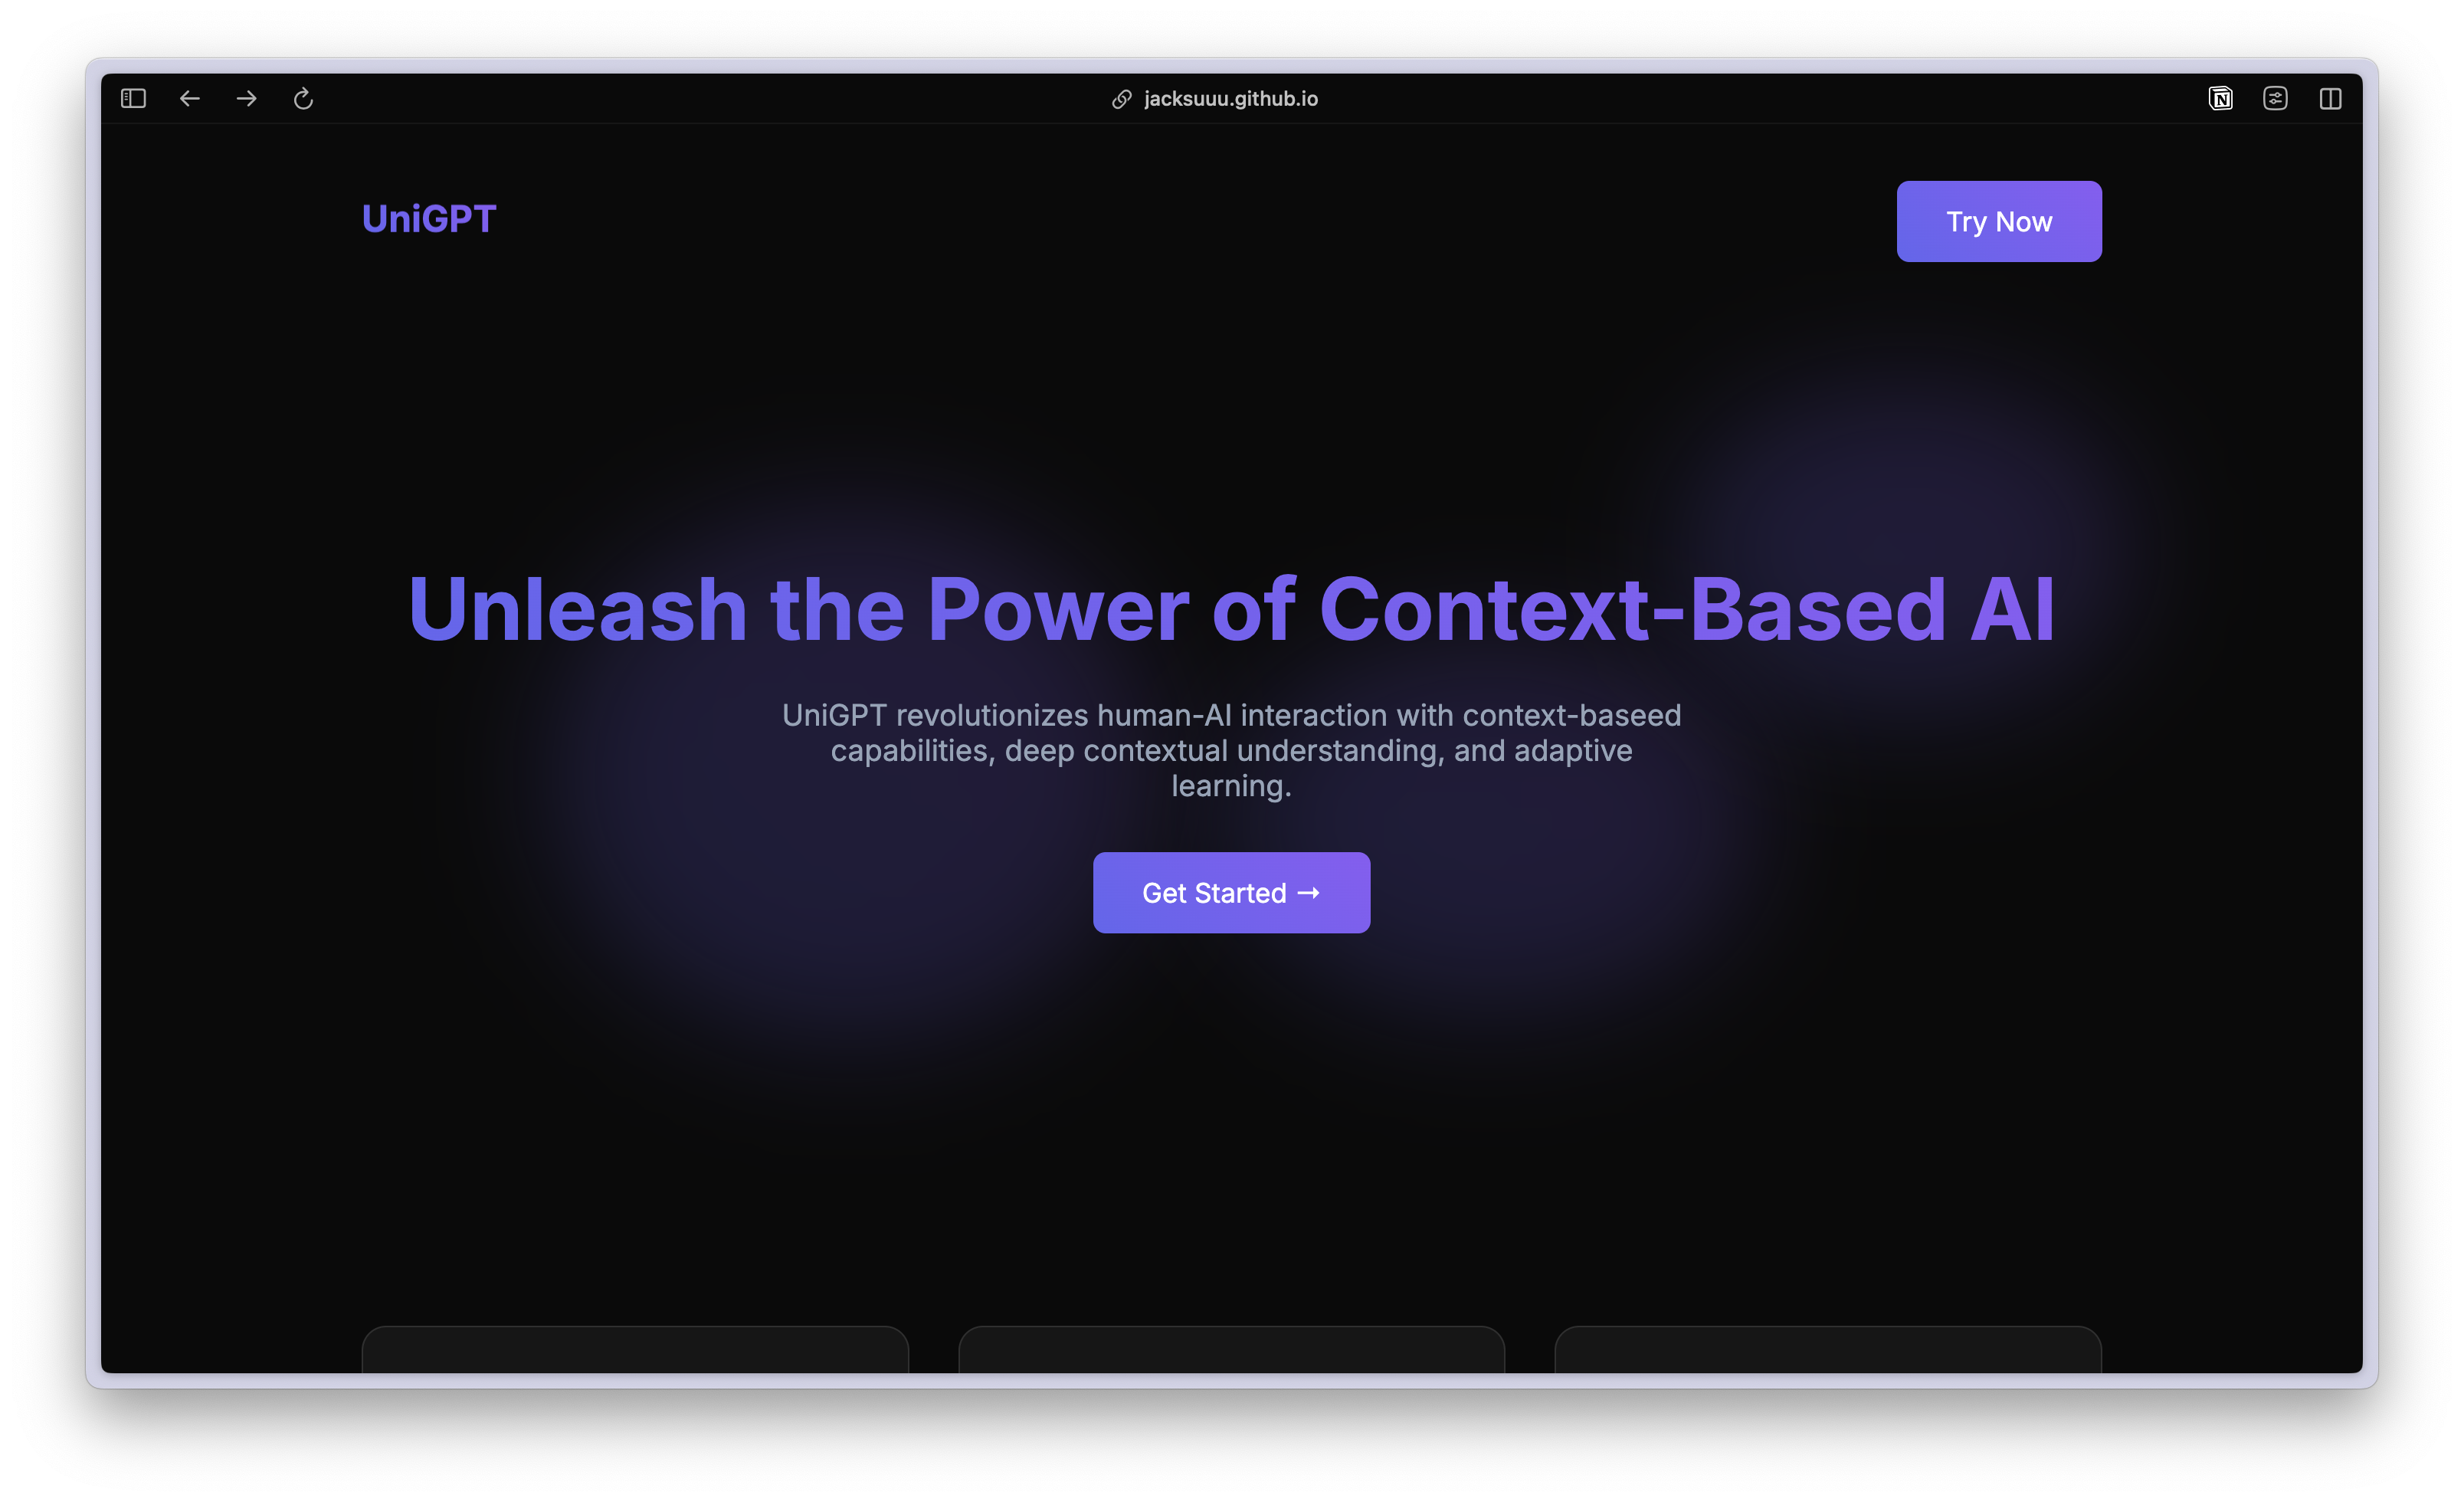 jacksuuu.github.io
UniGPT
Try Now
Unleash the Power of Context-Based AI
UniGPT revolutionizes human-AI interaction with context-baseed
capabilities, deep contextual understanding, and adaptive
learning.
Get Started →